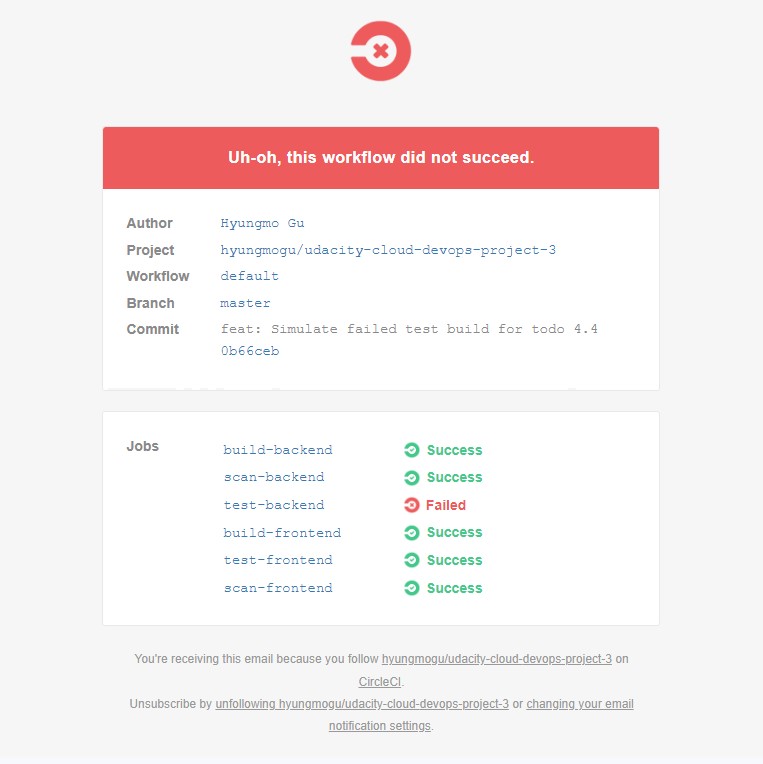 Uh-oh, this workflow did not succeed.
Author Hyungmo Gu
Project hyungmogu/udacity-cloud-devops-project-3
Workflow default
Branch master
Commit feat: Simulate failed test build for todo 4.4
0b66ceb
Jobs build-backend Success
scan-backend Success
test-backend Failed
build-frontend Success
test-frontend Success
scan-frontend Success
You're receiving this email because you follow hyungmogu/udacity-cloud-devops-project-3 on
CircleCI.
Unsubscribe by unfollowing hyungmogu/udacity-cloud-devops-project-3 or changing your email
notification settings.